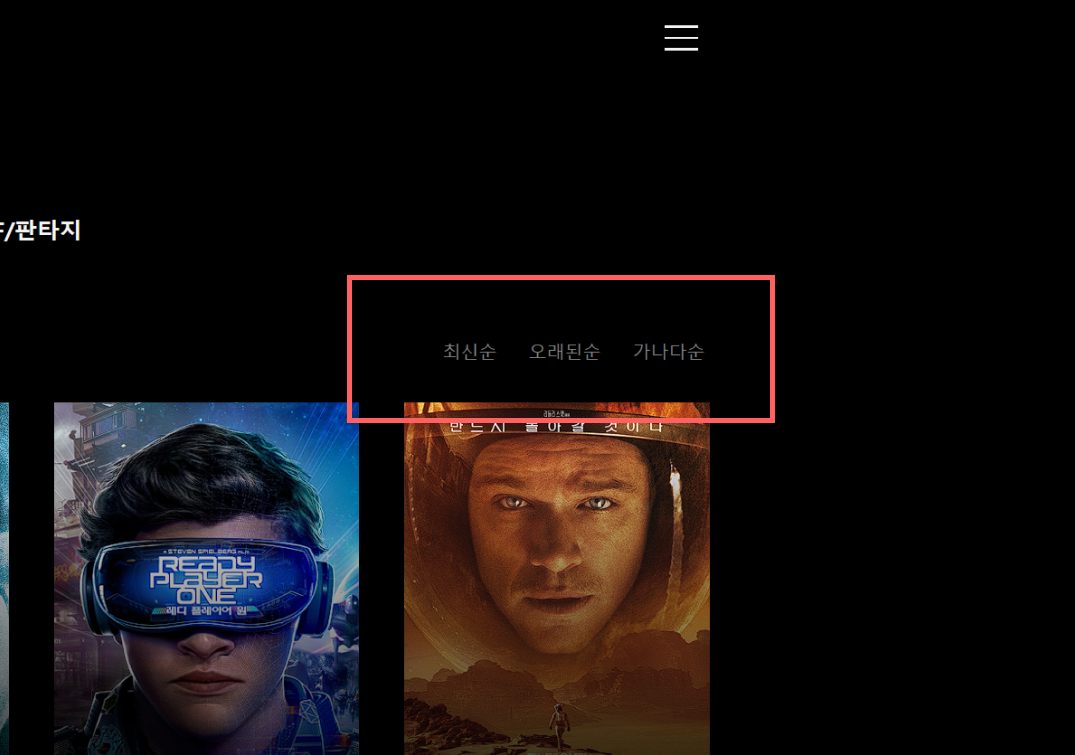 /판타지
최신순 오래된순 가나다순
반드시 돌아갈 것이다
A STEVEN SPIELBERG FILM
READY
PLAYER
ONE
레디 플레이어 원